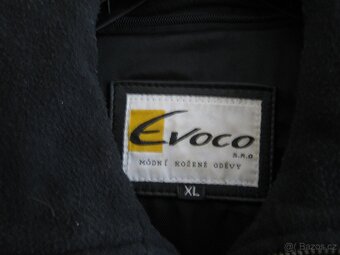 Evoco
s.r.o
MÓDNÍ KOŽENÉ ODĚVY
XL
Bazos.cz